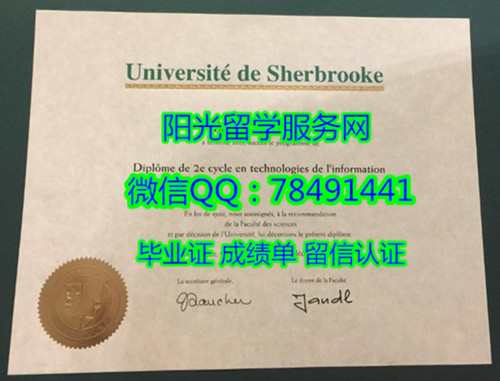 Université de Sherbrooke
阳光留学服务网
Diplôme de 2e cycle en technologies de l'information
微信QQ：78491441
En foi de quoi, nous soussignés, à la recommandation
de la Faculté des sciences
et par décision de l'Université, lui décernons le présent diplôme
毕业证 成绩单 留信认证
La secrétaire générale,
Le doyen de la Faculté,